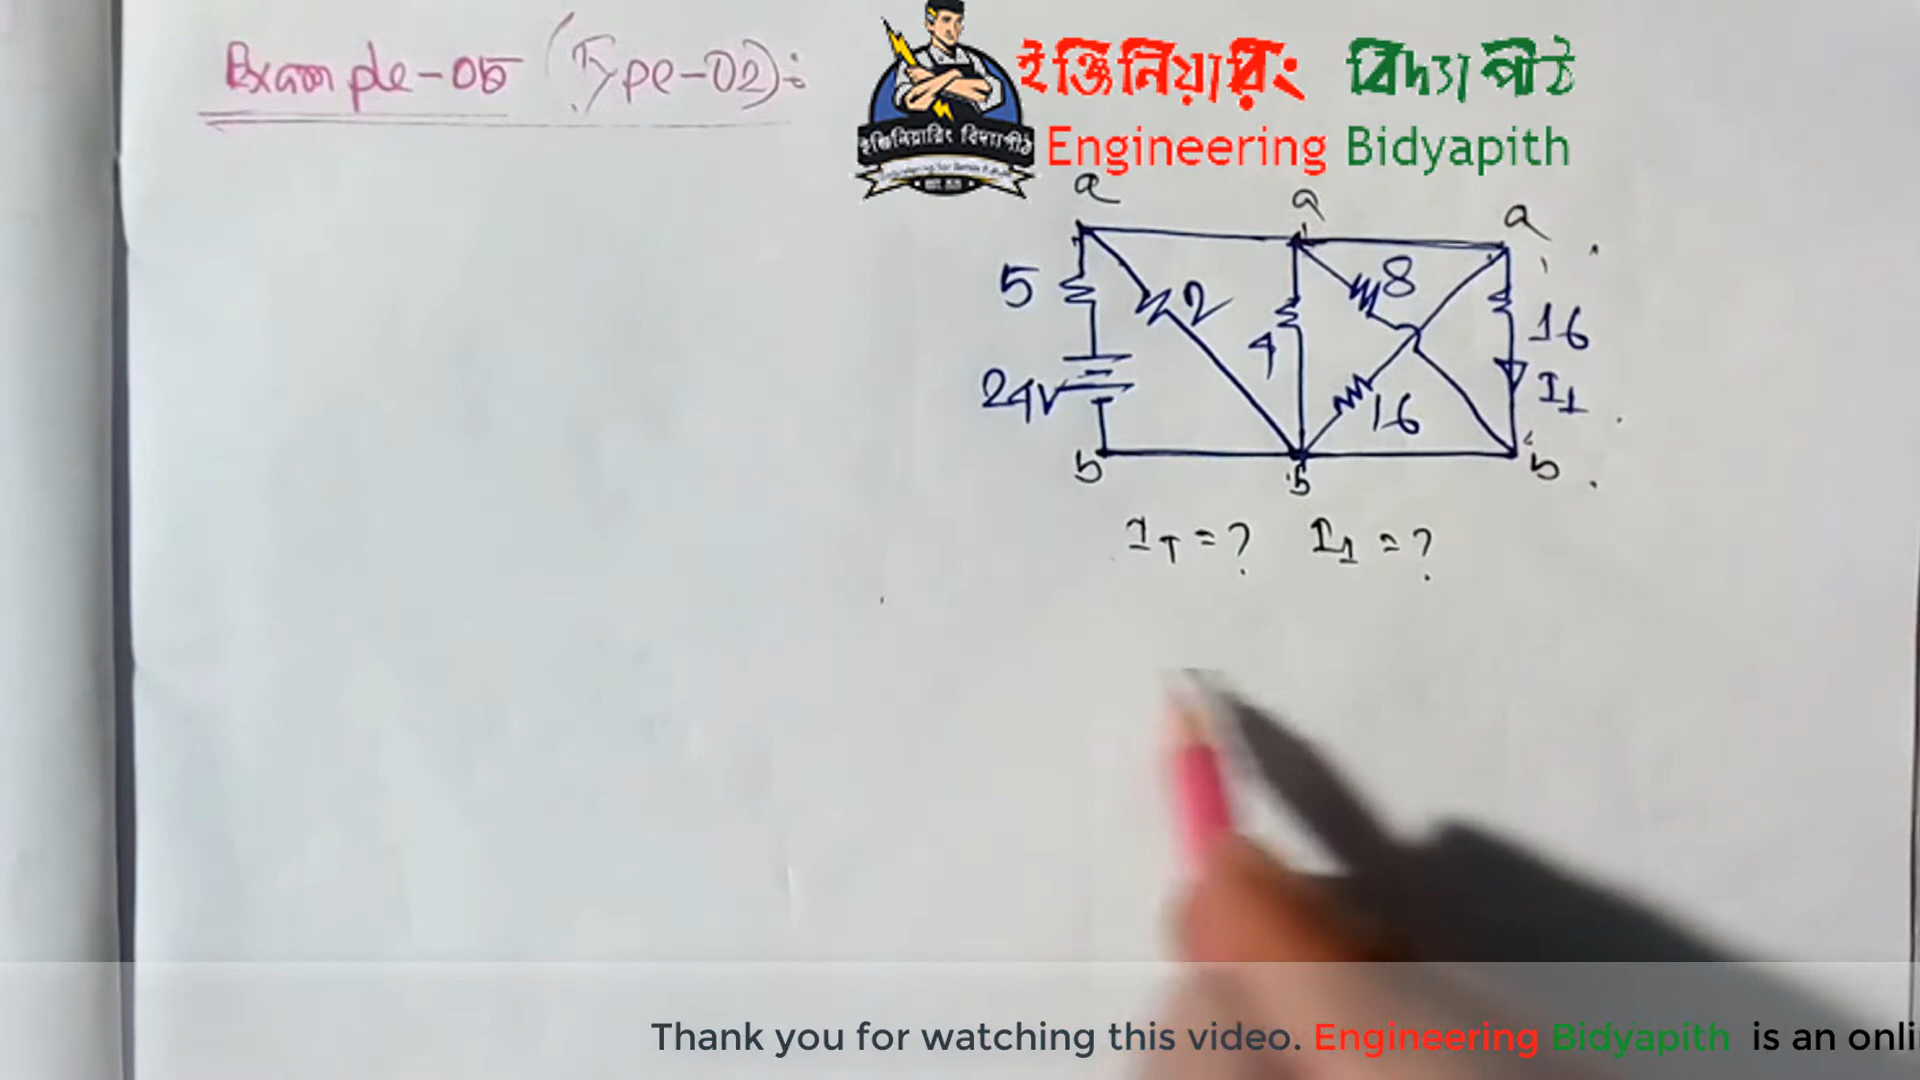 Example-05 (Type-02):
ইঞ্জিনিয়ারিং বিদ্যাপীঠ
Engineering Bidyapith
ইঞ্জিনিয়ারিং বিদ্যাপীঠ
a a a
5 2 8
4 16
24V I1
16
b b b
IT = ? I1 = ?
Thank you for watching this video. Engineering Bidyapith is an onli